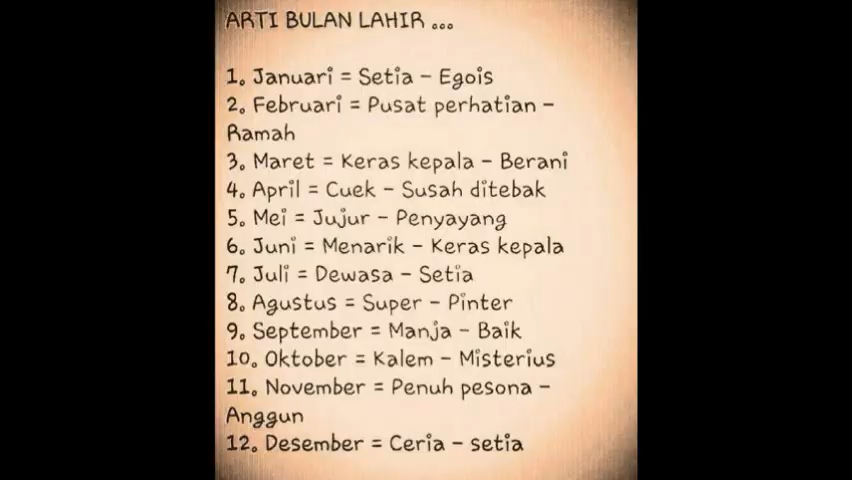 ARTI BULAN LAHIR ...
1. Januari = Setia - Egois
2. Februari = Pusat perhatian -
Ramah
3. Maret = Keras kepala - Berani
4. April = Cuek - Susah ditebak
5. Mei = Jujur - Penyayang
6. Juni = Menarik - Keras kepala
7. Juli = Dewasa - Setia
8. Agustus = Super - Pinter
9. September = Manja - Baik
10. Oktober = Kalem - Misterius
11. November = Penuh pesona -
Anggun
12. Desember = Ceria - setia